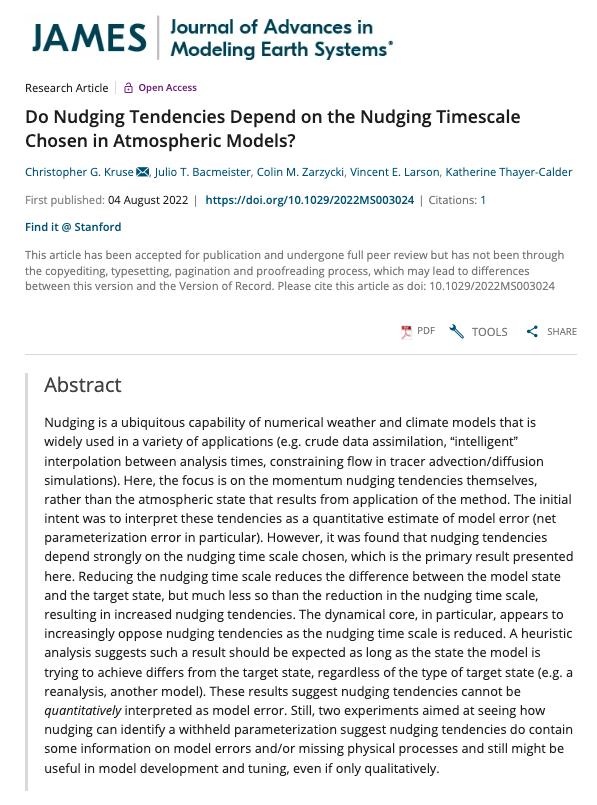 JAMES
Journal of Advances in
Modeling Earth Systems®
Research Article
Open Access
Do Nudging Tendencies Depend on the Nudging Timescale
Chosen in Atmospheric Models?
Christopher G. Kruse, Julio T. Bacmeister, Colin M. Zarzycki, Vincent E. Larson, Katherine Thayer-Calder
First published: 04 August 2022 | https://doi.org/10.1029/2022MS003024 | Citations: 1
Find it @ Stanford
This article has been accepted for publication and undergone full peer review but has not been through
the copyediting, typesetting, pagination and proofreading process, which may lead to differences
between this version and the Version of Record. Please cite this article as doi: 10.1029/2022MS003024
PDF TOOLS SHARE
Abstract
Nudging is a ubiquitous capability of numerical weather and climate models that is
widely used in a variety of applications (e.g. crude data assimilation, “intelligent”
interpolation between analysis times, constraining flow in tracer advection/diffusion
simulations). Here, the focus is on the momentum nudging tendencies themselves,
rather than the atmospheric state that results from application of the method. The initial
intent was to interpret these tendencies as a quantitative estimate of model error (net
parameterization error in particular). However, it was found that nudging tendencies
depend strongly on the nudging time scale chosen, which is the primary result presented
here. Reducing the nudging time scale reduces the difference between the model state
and the target state, but much less so than the reduction in the nudging time scale,
resulting in increased nudging tendencies. The dynamical core, in particular, appears to
increasingly oppose nudging tendencies as the nudging time scale is reduced. A heuristic
analysis suggests such a result should be expected as long as the state the model is
trying to achieve differs from the target state, regardless of the type of target state (e.g. a
reanalysis, another model). These results suggest nudging tendencies cannot be
quantitatively interpreted as model error. Still, two experiments aimed at seeing how
nudging can identify a withheld parameterization suggest nudging tendencies do contain
some information on model errors and/or missing physical processes and still might be
useful in model development and tuning, even if only qualitatively.